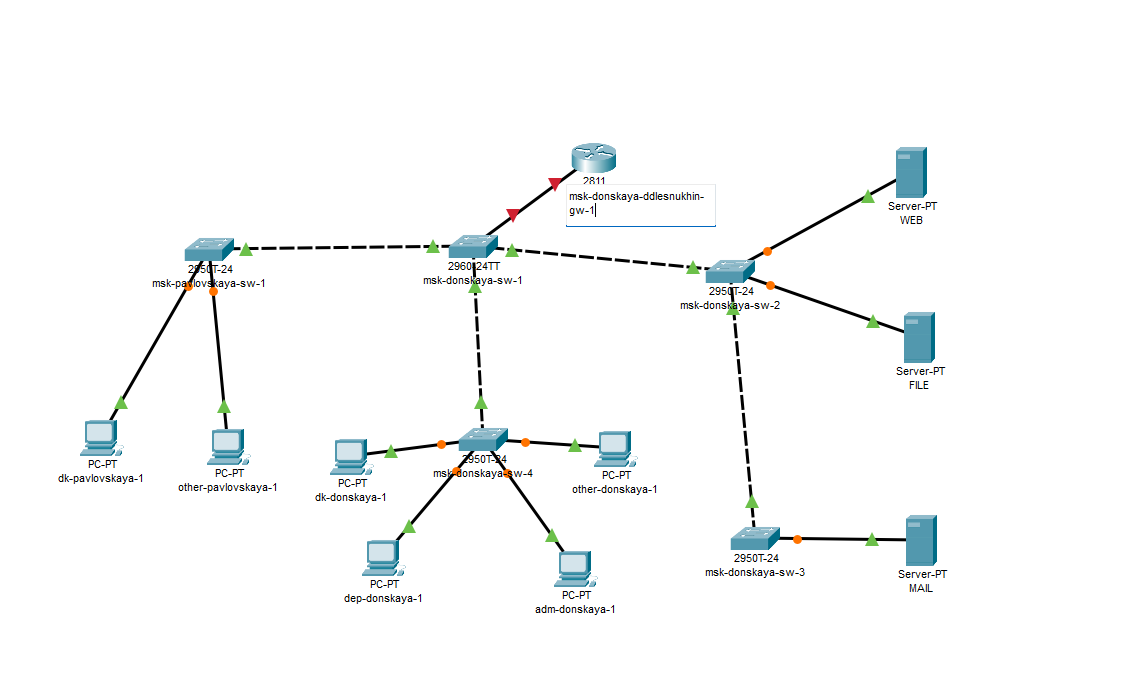 2811
msk-donskaya-ddlesnukhin-
gw-1
Server-PT
WEB
2950T-24
msk-pavlovskaya-sw-1
2960-24TT
msk-donskaya-sw-1
2950T-24
msk-donskaya-sw-2
Server-PT
FILE
PC-PT
dk-pavlovskaya-1
PC-PT
other-pavlovskaya-1
2950T-24
msk-donskaya-sw-4
PC-PT
dk-donskaya-1
PC-PT
other-donskaya-1
2950T-24
msk-donskaya-sw-3
Server-PT
MAIL
PC-PT
dep-donskaya-1
PC-PT
adm-donskaya-1